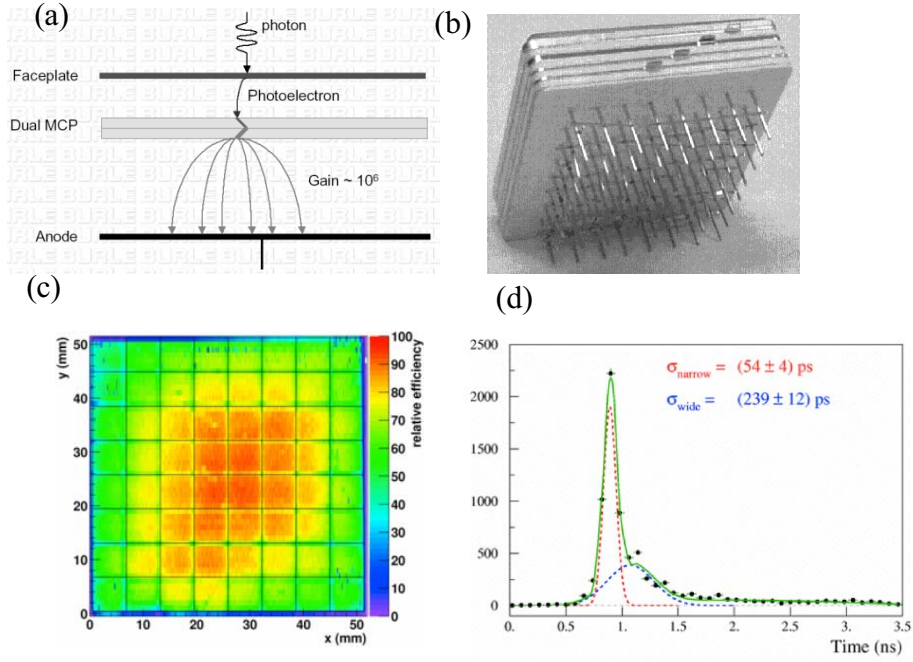 (a)
photon
Faceplate
Photoelectron
Dual MCP
Gain ~ 10⁶
Anode
(b)
(c)
y (mm)
50
40
30
20
10
0
0 10 20 30 40 50
x (mm)
100
90
80
70
60
50
40
30
20
10
0
relative efficiency
(d)
2500
2000
1500
1000
500
0
σnarrow = (54 ± 4) ps
σwide = (239 ± 12) ps
0. 0.5 1. 1.5 2. 2.5 3. 3.5
Time (ns)